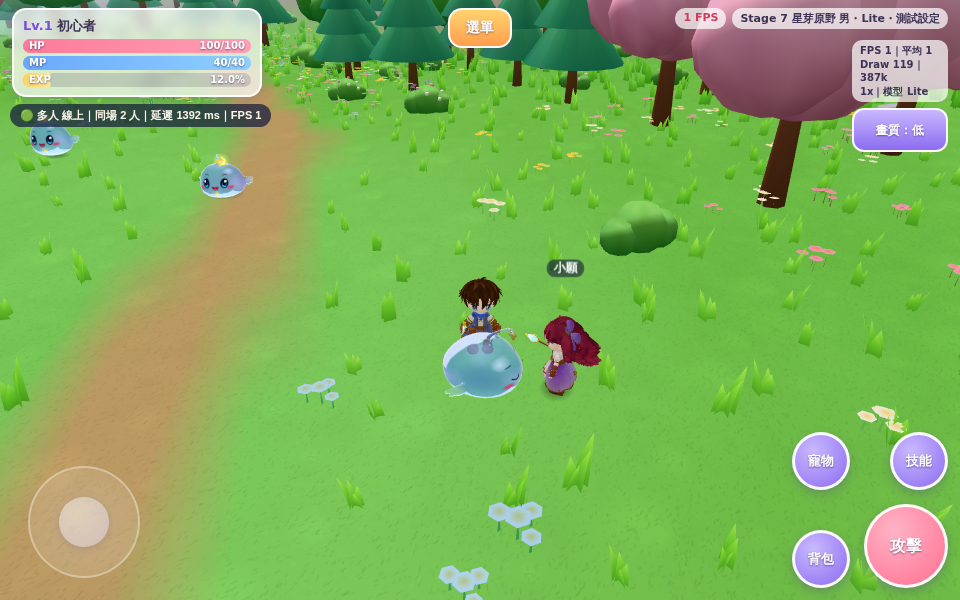 Lv.1 初心者
HP 100/100
MP 40/40
EXP 12.0%
🟢 多人 線上｜同場 2 人｜延遲 1392 ms｜FPS 1
選單
1 FPS
Stage 7 星芽原野 男・Lite・測試設定
FPS 1｜平均 1
Draw 119｜
387k
1x｜模型 Lite
畫質：低
小願
寵物
技能
背包
攻擊